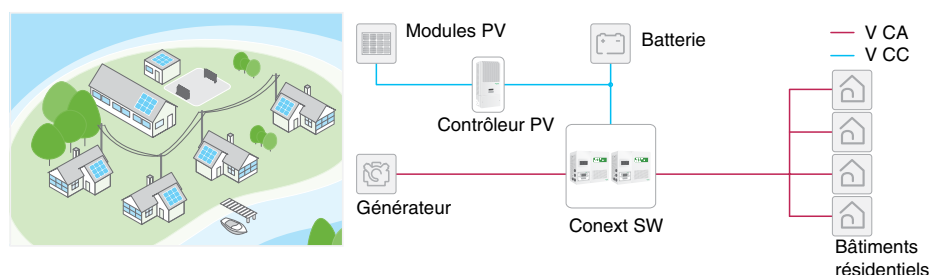 Modules PV
Batterie
V CA
V CC
Contrôleur PV
Générateur
Conext SW
Bâtiments
résidentiels